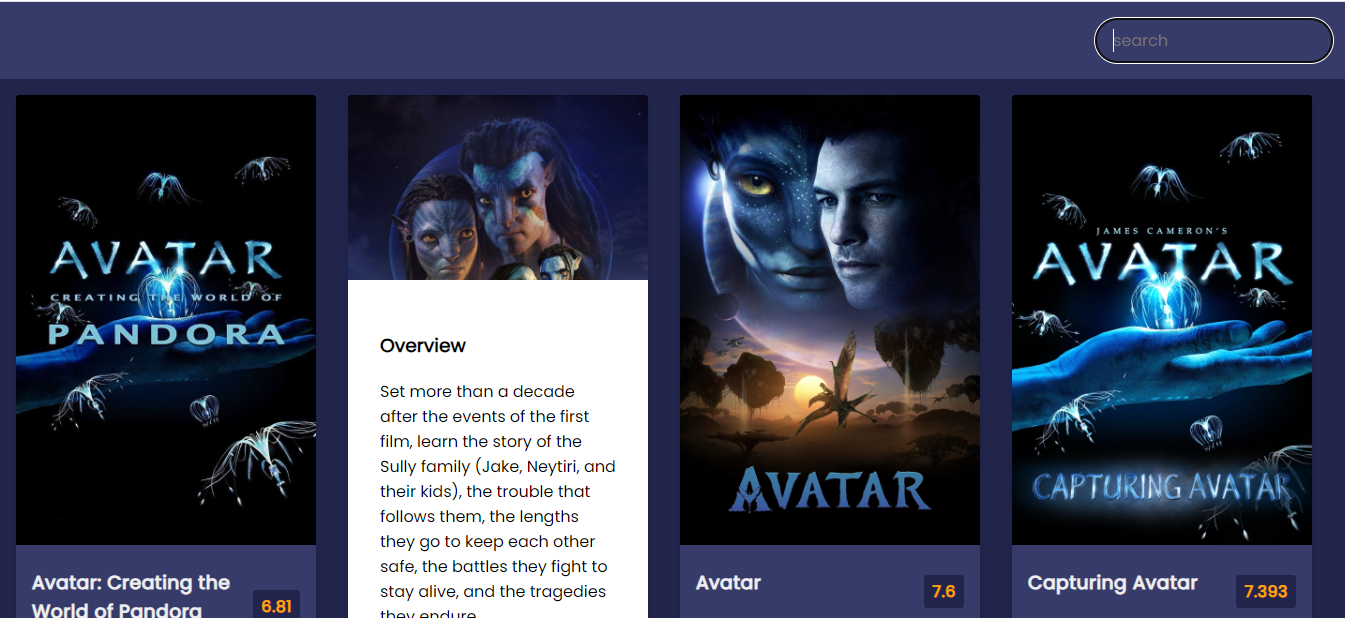 search
AVATAR
CREATING THE WORLD OF
PANDORA
Avatar: Creating the
World of Pandora
6.81
Overview
Set more than a decade
after the events of the first
film, learn the story of the
Sully family (Jake, Neytiri, and
their kids), the trouble that
follows them, the lengths
they go to keep each other
safe, the battles they fight to
stay alive, and the tragedies
they endure.
AVATAR
Avatar
7.6
JAMES CAMERON'S
AVATAR
CAPTURING AVATAR
Capturing Avatar
7.393